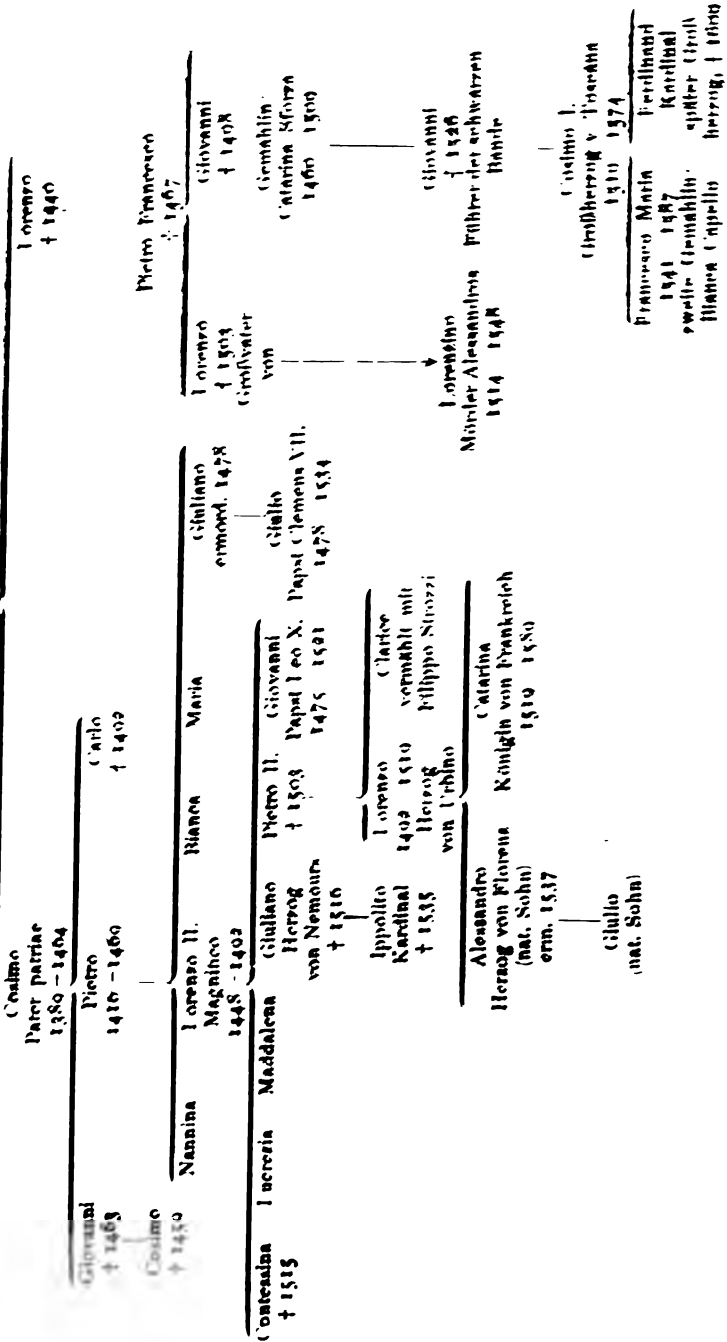 Cosimo
Pater patriae
1389 - 1464
Lorenzo
† 1440
Giovanni
† 1463
Pietro
1416 - 1469
Carlo
† 1492
Pietro Francesco
† 1467
Cosimo
† 1459
Nannina
Lorenzo II.
Magnifico
1448 - 1492
Bianca
Maria
Giuliano
ermord. 1478
Lorenzo
† 1503
Großvater
von
Giovanni
† 1498
Gemahlin:
Catarina Sforza
1460 1509
Contessina
† 1515
Lucrezia
Maddalena
Giuliano
Herzog
von Nemours
† 1516
Pietro II.
† 1503
Giovanni
Papst Leo X.
1475 1521
Giulio
Papst Clemens VII.
1478 1534
Ippolito
Kardinal
† 1535
Lorenzo
1492 1519
Herzog
von Urbino
Clarice
vermählt mit
Filippo Strozzi
Lorenzino
Mörder Alessandros
1514 1548
Giovanni
† 1526
Führer der schwarzen
Bande
Alessandro
Herzog von Florenz
(nat. Sohn)
erm. 1537
Catarina
Königin von Frankreich
1519 1589
Cosimo I.
Großherzog v. Toscana
1519 1574
Giulio
(nat. Sohn)
Francesco Maria
1541 1587
zweite Gemahlin:
Bianca Capello
Ferdinand
Kardinal
später Groß
herzog, † 1609